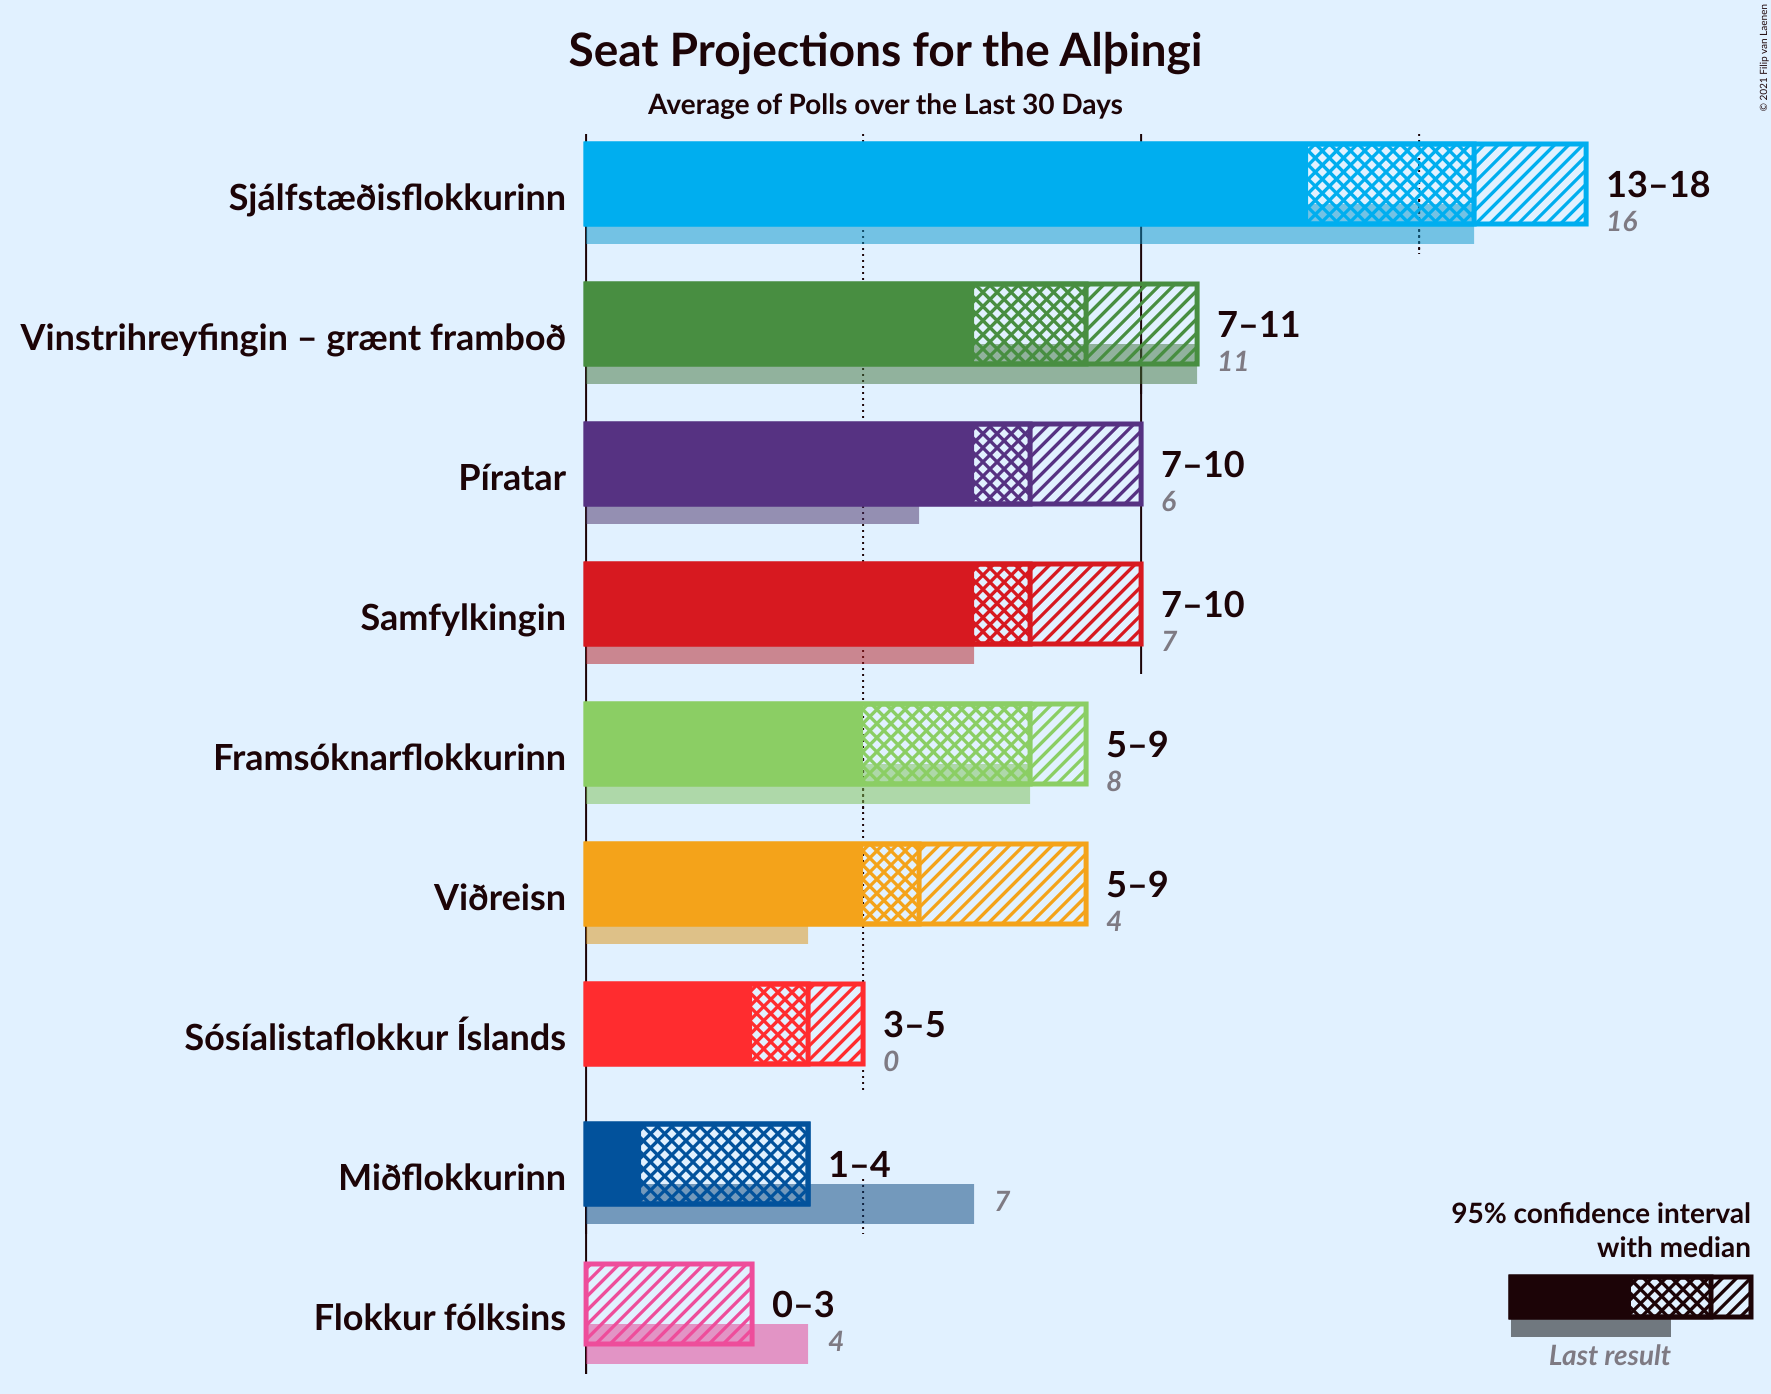 Seat Projections for the Alþingi
Average of Polls over the Last 30 Days
© 2021 Filip van Laenen
Sjálfstæðisflokkurinn
13–18
16
Vinstrihreyfingin – grænt framboð
7–11
11
Píratar
7–10
6
Samfylkingin
7–10
7
Framsóknarflokkurinn
5–9
8
Viðreisn
5–9
4
Sósíalistaflokkur Íslands
3–5
0
Miðflokkurinn
1–4
7
Flokkur fólksins
0–3
4
95% confidence interval
with median
Last result